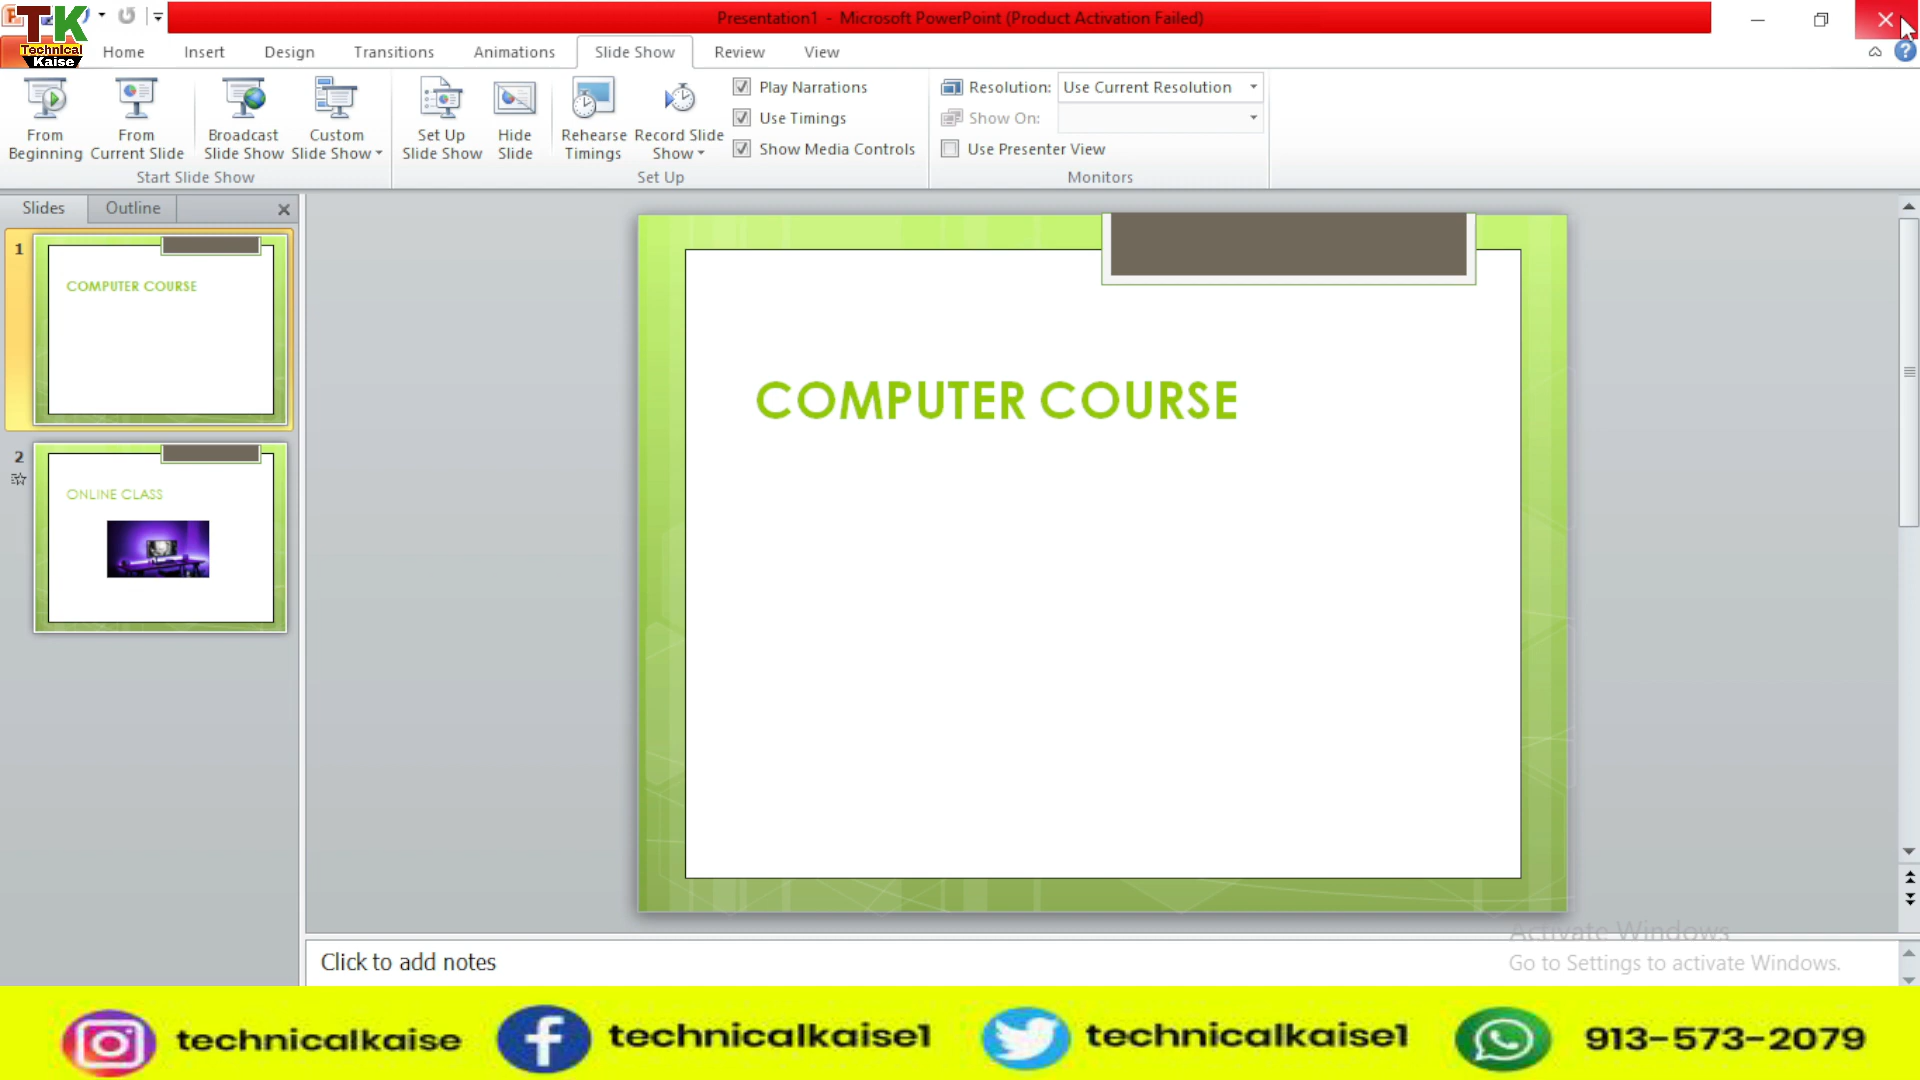 Presentation1 - Microsoft PowerPoint (Product Activation Failed)
TK
Technical
Kaise
Home Insert Design Transitions Animations Slide Show Review View
From Beginning
From Current Slide
Broadcast Slide Show
Custom Slide Show
Set Up Slide Show
Hide Slide
Rehearse Timings
Record Slide Show
Play Narrations
Use Timings
Show Media Controls
Resolution: Use Current Resolution
Show On:
Use Presenter View
Start Slide Show
Set Up
Monitors
Slides Outline
1
COMPUTER COURSE
2
ONLINE CLASS
COMPUTER COURSE
Click to add notes
Activate Windows
Go to Settings to activate Windows.
technicalkaise
technicalkaise1
technicalkaise1
913-573-2079